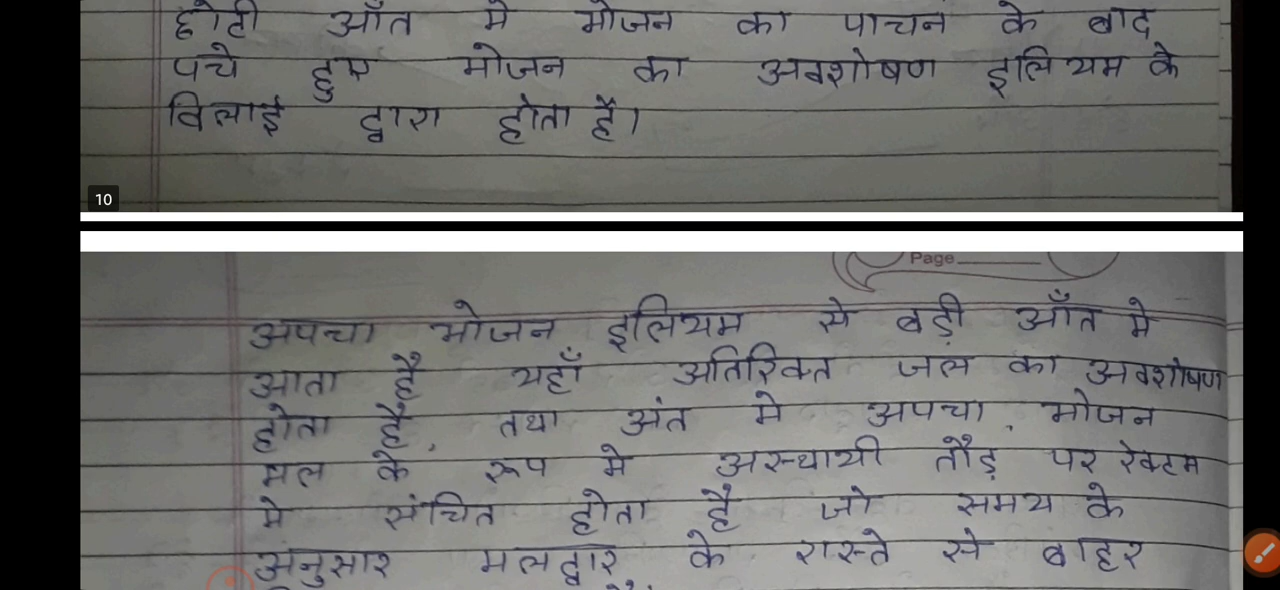 छोटी आँत मे भोजन का पाचन के बाद
पचे हुए भोजन का अवशोषण इलियम के
विलाई द्वारा होता है।
10
Page
अपचा भोजन इलियम से बड़ी आँत मे
आता है यहाँ अतिरिक्त जल का अवशोषण
होता है, तथा अंत मे अपचा भोजन
मल के रूप मे अस्थायी तौड़ पर रेक्टम
मे संचित होता है जो समय के
अनुसार मलद्वार के रास्ते से बाहर